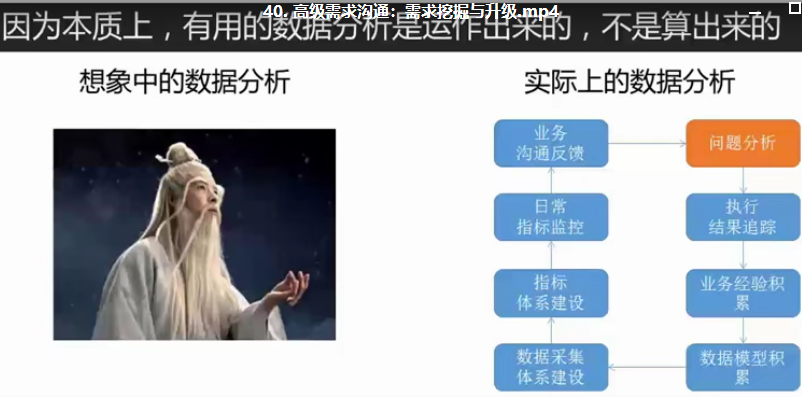 40. 高级需求沟通：需求挖掘与升级.mp4
因为本质上，有用的数据分析是运作出来的，不是算出来的
想象中的数据分析
实际上的数据分析
业务
沟通反馈
问题分析
日常
指标监控
执行
结果追踪
指标
体系建设
业务经验积
累
数据采集
体系建设
数据模型积
累